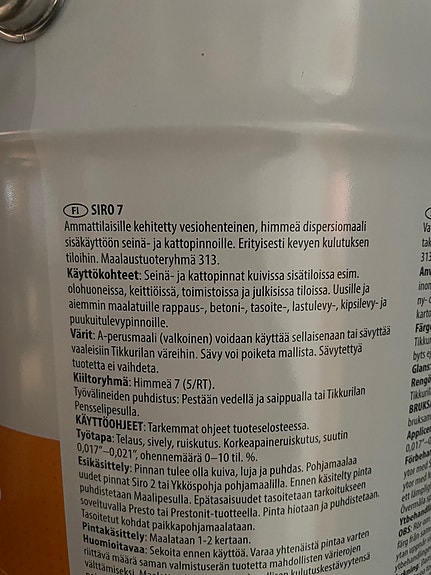 FI SIRO 7
Ammattilaisille kehitetty vesiohenteinen, himmeä dispersiomaali
sisäkäyttöön seinä- ja kattopinnoille. Erityisesti kevyen kulutuksen
tiloihin. Maalaustuoteryhmä 313.
Käyttökohteet: Seinä- ja kattopinnat kuivissa sisätiloissa esim.
olohuoneissa, keittiöissä, toimistoissa ja julkisissa tiloissa. Uusille ja
aiemmin maalatuille rappaus-, betoni-, tasoite-, lastulevy-, kipsilevy- ja
puukuitulevypinnoille.
Värit: A-perusmaali (valkoinen) voidaan käyttää sellaisenaan tai sävyttää
vaaleisiin Tikkurilan väreihin. Sävy voi poiketa mallista. Sävytettyä
tuotetta ei vaihdeta.
Kiiltoryhmä: Himmeä 7 (5/RT).
Työvälineiden puhdistus: Pestään vedellä ja saippualla tai Tikkurilan
Pensselipesulla.
KÄYTTÖOHJEET: Tarkemmat ohjeet tuoteselosteessa.
Työtapa: Telaus, sively, ruiskutus. Korkeapaineruiskutus, suutin
0,017"–0,021", ohennemäärä 0–10 til. %.
Esikäsittely: Pinnan tulee olla kuiva, luja ja puhdas. Pohjamaalaa
uudet pinnat Siro 2 tai Ykköspohja pohjamaalilla. Ennen käsitelty pinta
puhdistetaan Maalipesulla. Epätasaisuudet tasoitetaan tarkoitukseen
soveltuvalla Presto tai Prestonit-tuotteella. Pinta hiotaan ja puhdistetaan.
Tasoitetut kohdat paikkapohjamaalataan.
Pintakäsittely: Maalataan 1-2 kertaan.
Huomioitavaa: Sekoita ennen käyttöä. Varaa yhtenäistä pintaa varten
riittävä määrä saman valmistuserän tuotetta mahdollisten värierojen
välttämiseksi. kulutuskestävyytensä